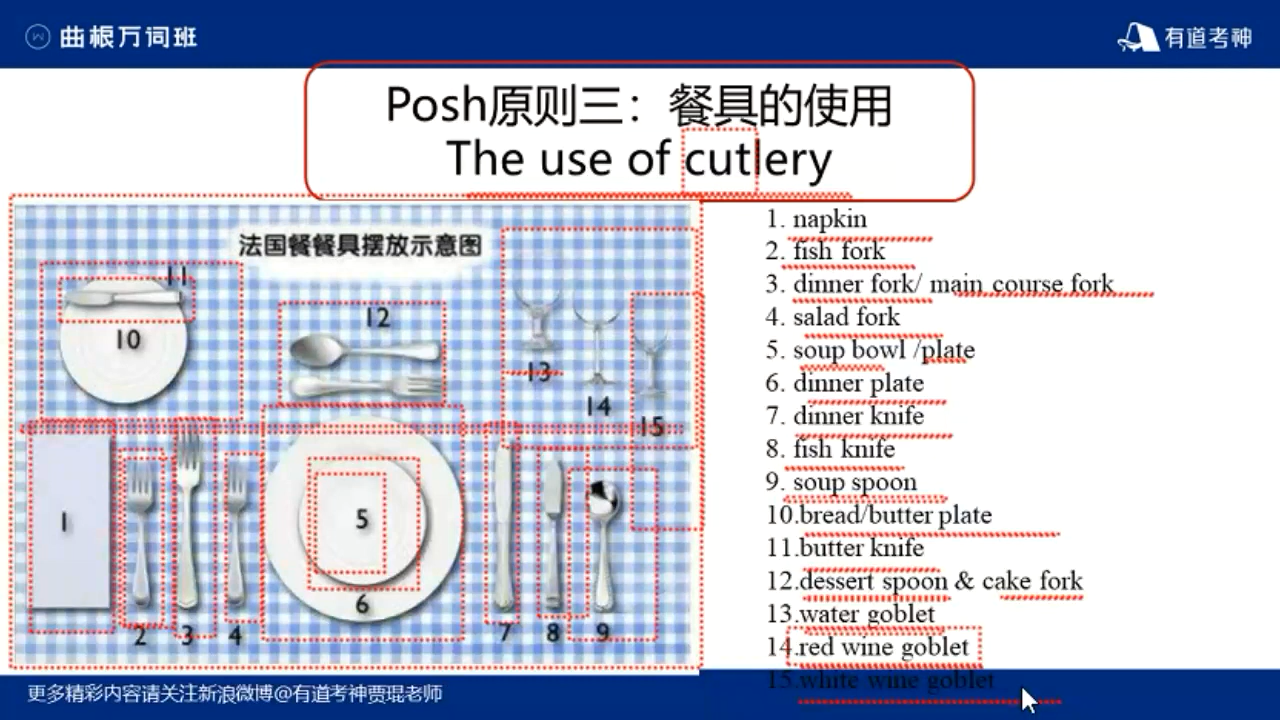 曲根万词班
有道考神
Posh原则三：餐具的使用
The use of cutlery
法国餐餐具摆放示意图
11
10
12
13
14
15
1
5
6
2
3
4
7
8
9
1. napkin
2. fish fork
3. dinner fork/ main course fork
4. salad fork
5. soup bowl /plate
6. dinner plate
7. dinner knife
8. fish knife
9. soup spoon
10.bread/butter plate
11.butter knife
12.dessert spoon & cake fork
13.water goblet
14.red wine goblet
15.white wine goblet
更多精彩内容请关注新浪微博@有道考神贾琨老师